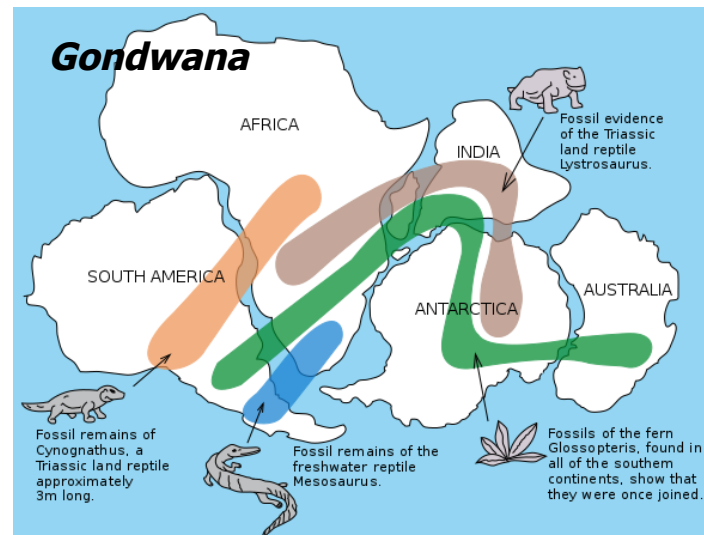 Gondwana
AFRICA
INDIA
Fossil evidence
of the Triassic
land reptile
Lystrosaurus.
SOUTH AMERICA
ANTARCTICA
AUSTRALIA
Fossil remains of
Cynognathus, a
Triassic land reptile
approximately
3m long.
Fossil remains of the
freshwater reptile
Mesosaurus.
Fossils of the fern
Glossopteris, found in
all of the southem
continents, show that
they were once joined.